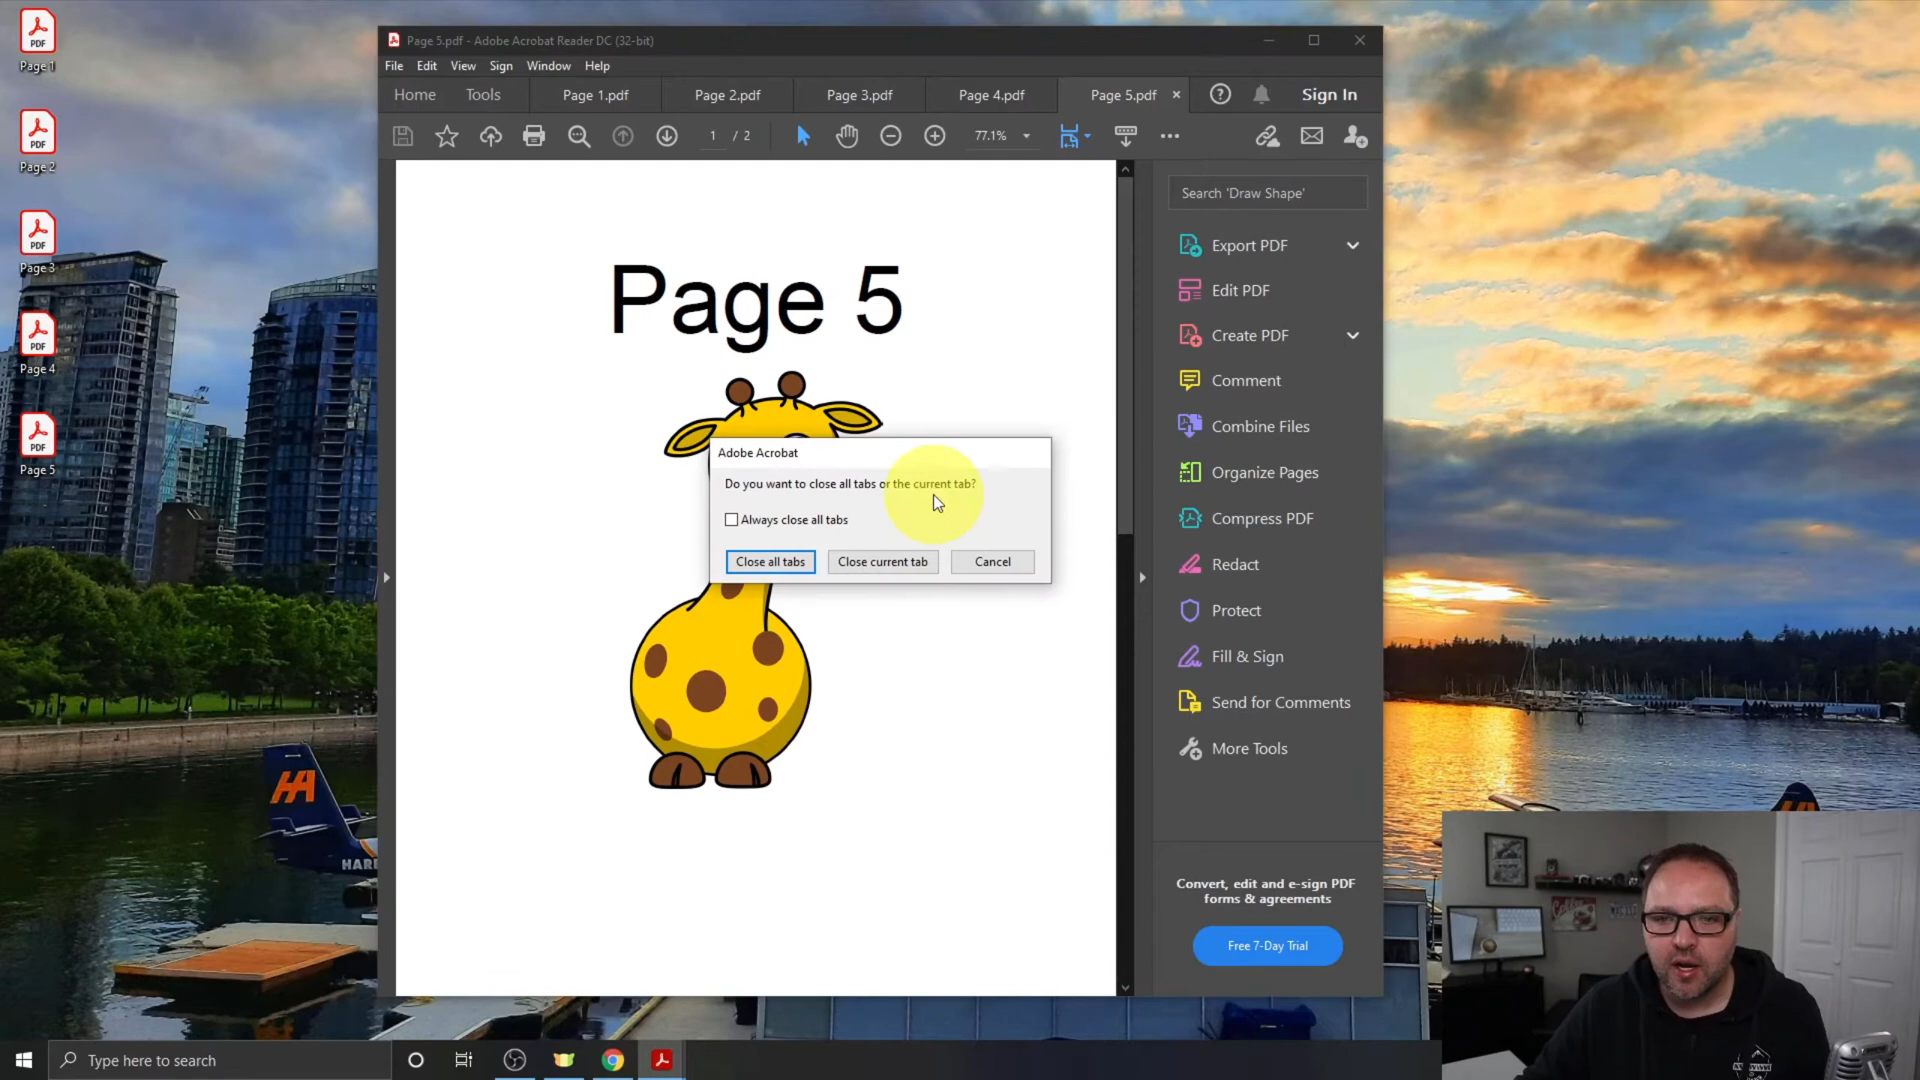 Page 1
Page 2
Page 3
Page 4
Page 5
Page 5.pdf - Adobe Acrobat Reader DC (32-bit)
File Edit View Sign Window Help
Home Tools Page 1.pdf Page 2.pdf Page 3.pdf Page 4.pdf Page 5.pdf × Sign In
1 / 2 77.1%
Page 5
Adobe Acrobat
Do you want to close all tabs or the current tab?
Always close all tabs
Close all tabs Close current tab Cancel
Search 'Draw Shape'
Export PDF
Edit PDF
Create PDF
Comment
Combine Files
Organize Pages
Compress PDF
Redact
Protect
Fill & Sign
Send for Comments
More Tools
Convert, edit and e-sign PDF
forms & agreements
Free 7-Day Trial
PDF
PDF
PDF
PDF
PDF
Type here to search